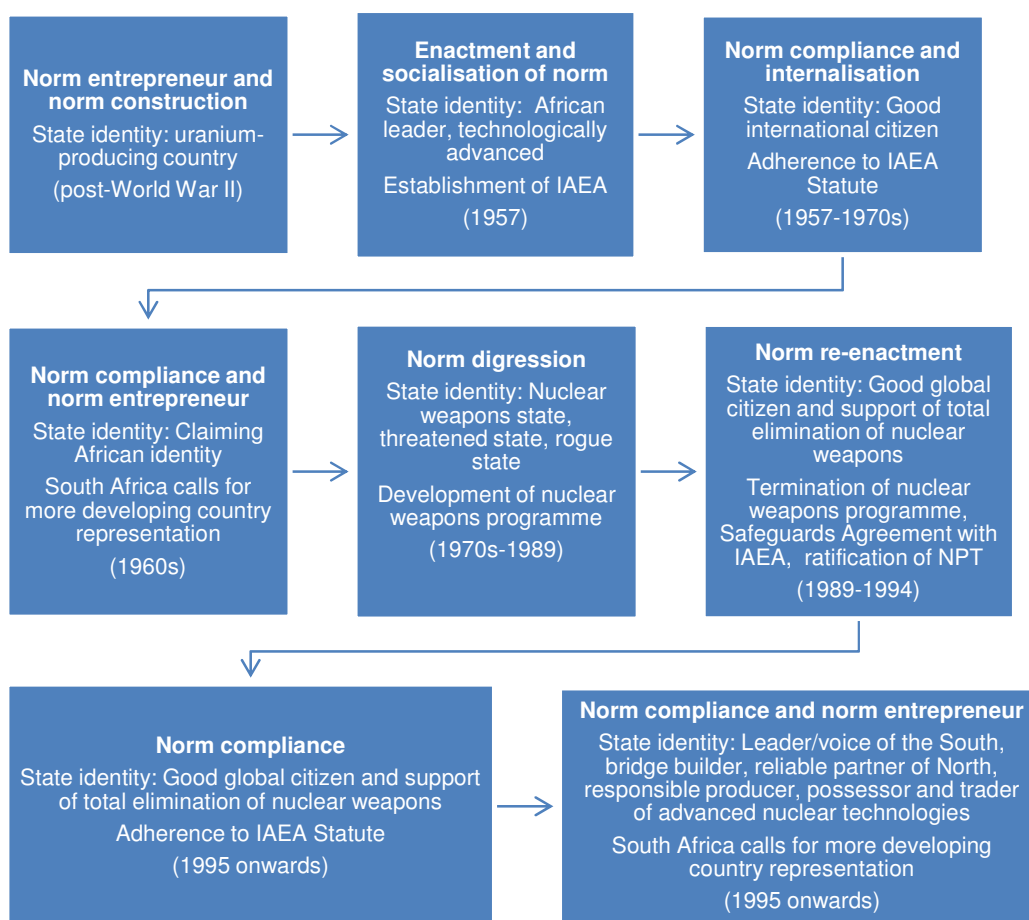 Norm entrepreneur and
norm construction
State identity: uranium-
producing country
(post-World War II)
Enactment and
socialisation of norm
State identity: African
leader, technologically
advanced
Establishment of IAEA
(1957)
Norm compliance and
internalisation
State identity: Good
international citizen
Adherence to IAEA
Statute
(1957-1970s)
Norm compliance and
norm entrepreneur
State identity: Claiming
African identity
South Africa calls for
more developing country
representation
(1960s)
Norm digression
State identity: Nuclear
weapons state,
threatened state, rogue
state
Development of nuclear
weapons programme
(1970s-1989)
Norm re-enactment
State identity: Good global
citizen and support of total
elimination of nuclear
weapons
Termination of nuclear
weapons programme,
Safeguards Agreement with
IAEA, ratification of NPT
(1989-1994)
Norm compliance
State identity: Good global citizen and support
of total elimination of nuclear weapons
Adherence to IAEA Statute
(1995 onwards)
Norm compliance and norm entrepreneur
State identity: Leader/voice of the South,
bridge builder, reliable partner of North,
responsible producer, possessor and trader
of advanced nuclear technologies
South Africa calls for more developing
country representation
(1995 onwards)